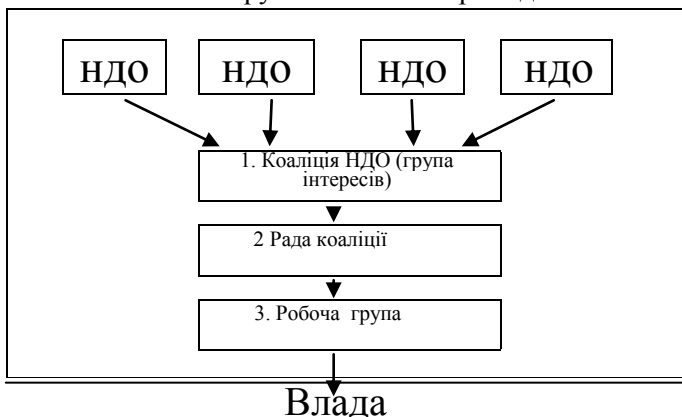 ндо ндо ндо ндо
1. Коаліція НДО (група
інтересів)
2 Рада коаліції
3. Робоча група
Влада